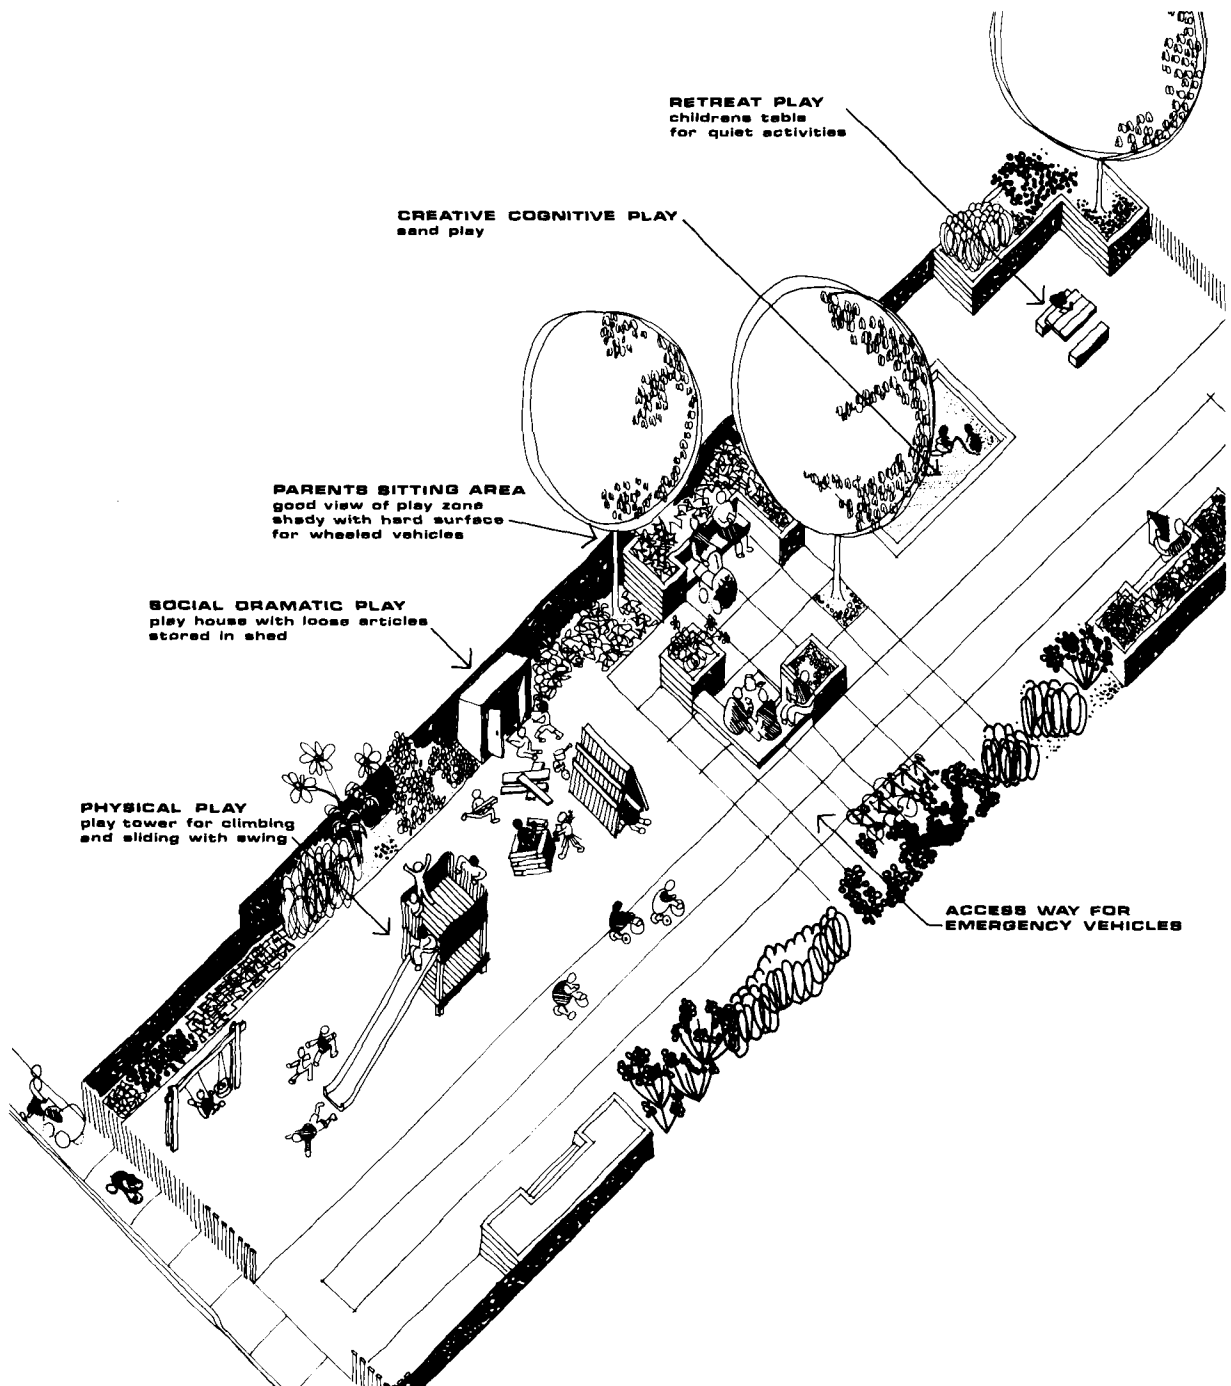 RETREAT PLAY
childrens table
for quiet activities
CREATIVE COGNITIVE PLAY
sand play
PARENTS SITTING AREA
good view of play zone
shady with hard surface
for wheeled vehicles
SOCIAL DRAMATIC PLAY
play house with loose articles
stored in shed
PHYSICAL PLAY
play tower for climbing
and sliding with swing
ACCESS WAY FOR
EMERGENCY VEHICLES